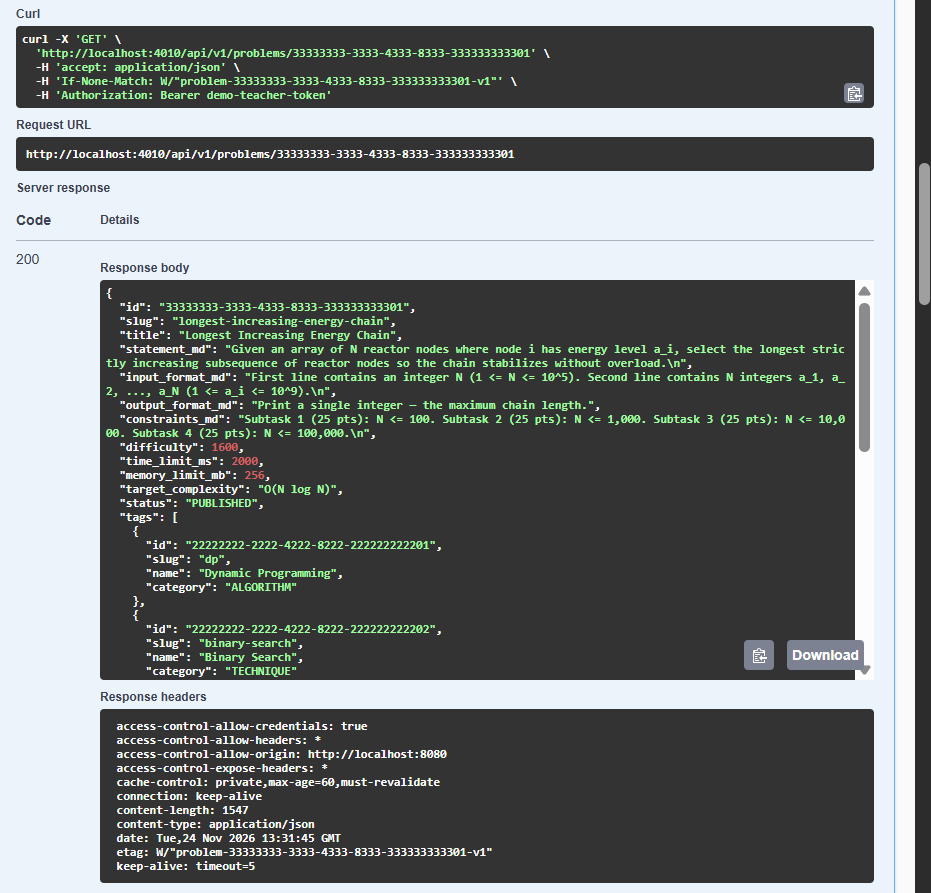 Curl
curl -X 'GET' \
  'http://localhost:4010/api/v1/problems/33333333-3333-4333-8333-333333333301' \
  -H 'accept: application/json' \
  -H 'If-None-Match: W/"problem-33333333-3333-4333-8333-333333333301-v1"' \
  -H 'Authorization: Bearer demo-teacher-token'
Request URL
http://localhost:4010/api/v1/problems/33333333-3333-4333-8333-333333333301
Server response
Code Details
200
Response body
{
  "id": "33333333-3333-4333-8333-333333333301",
  "slug": "longest-increasing-energy-chain",
  "title": "Longest Increasing Energy Chain",
  "statement_md": "Given an array of N reactor nodes where node i has energy level a_i, select the longest stric
tly increasing subsequence of reactor nodes so the chain stabilizes without overload.\n",
  "input_format_md": "First line contains an integer N (1 <= N <= 10^5). Second line contains N integers a_1, a_
2, ..., a_N (1 <= a_i <= 10^9).\n",
  "output_format_md": "Print a single integer — the maximum chain length.",
  "constraints_md": "Subtask 1 (25 pts): N <= 100. Subtask 2 (25 pts): N <= 1,000. Subtask 3 (25 pts): N <= 10,0
00. Subtask 4 (25 pts): N <= 100,000.\n",
  "difficulty": 1600,
  "time_limit_ms": 2000,
  "memory_limit_mb": 256,
  "target_complexity": "O(N log N)",
  "status": "PUBLISHED",
  "tags": [
    {
      "id": "22222222-2222-4222-8222-222222222201",
      "slug": "dp",
      "name": "Dynamic Programming",
      "category": "ALGORITHM"
    },
    {
      "id": "22222222-2222-4222-8222-222222222202",
      "slug": "binary-search",
      "name": "Binary Search",
      "category": "TECHNIQUE"
Download
Response headers
access-control-allow-credentials: true
access-control-allow-headers: *
access-control-allow-origin: http://localhost:8080
access-control-expose-headers: *
cache-control: private,max-age=60,must-revalidate
connection: keep-alive
content-length: 1547
content-type: application/json
date: Tue,24 Nov 2026 13:31:45 GMT
etag: W/"problem-33333333-3333-4333-8333-333333333301-v1"
keep-alive: timeout=5